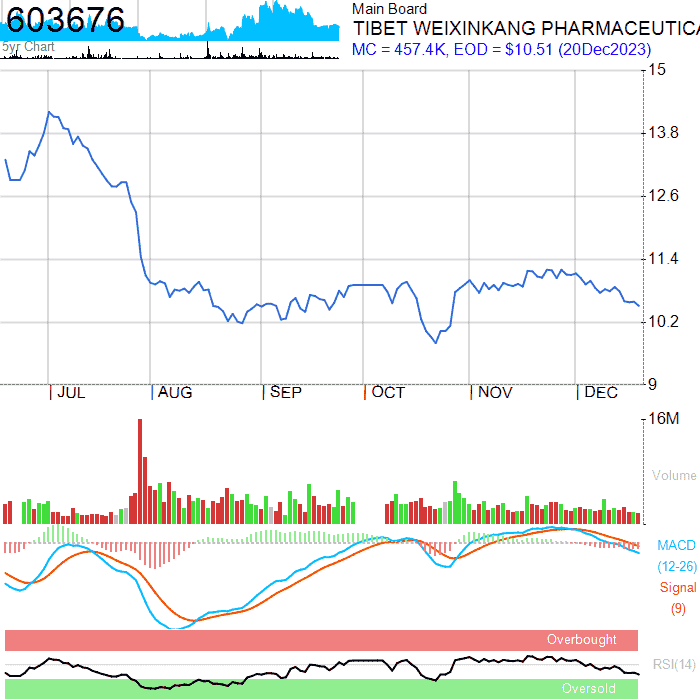 603676
5yr Chart
Main Board
TIBET WEIXINKANG PHARMACEUTICA
MC = 457.4K, EOD = $10.51 (20Dec2023)
15
13.8
12.6
11.4
10.2
9
JUL AUG SEP OCT NOV DEC
16M
Volume
MACD
(12-26)
Signal
(9)
Overbought
RSI(14)
Oversold